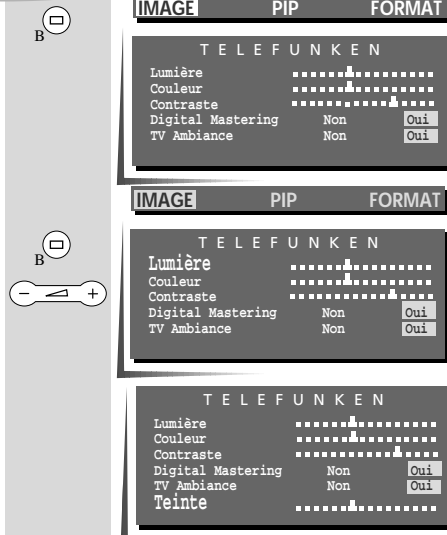 IMAGE PIP FORMAT
B
TELEFUNKEN
Lumière
Couleur
Contraste
Digital Mastering Non Oui
TV Ambiance Non Oui
IMAGE PIP FORMAT
B
- +
TELEFUNKEN
Lumière
Couleur
Contraste
Digital Mastering Non Oui
TV Ambiance Non Oui
TELEFUNKEN
Lumière
Couleur
Contraste
Digital Mastering Non Oui
TV Ambiance Non Oui
Teinte